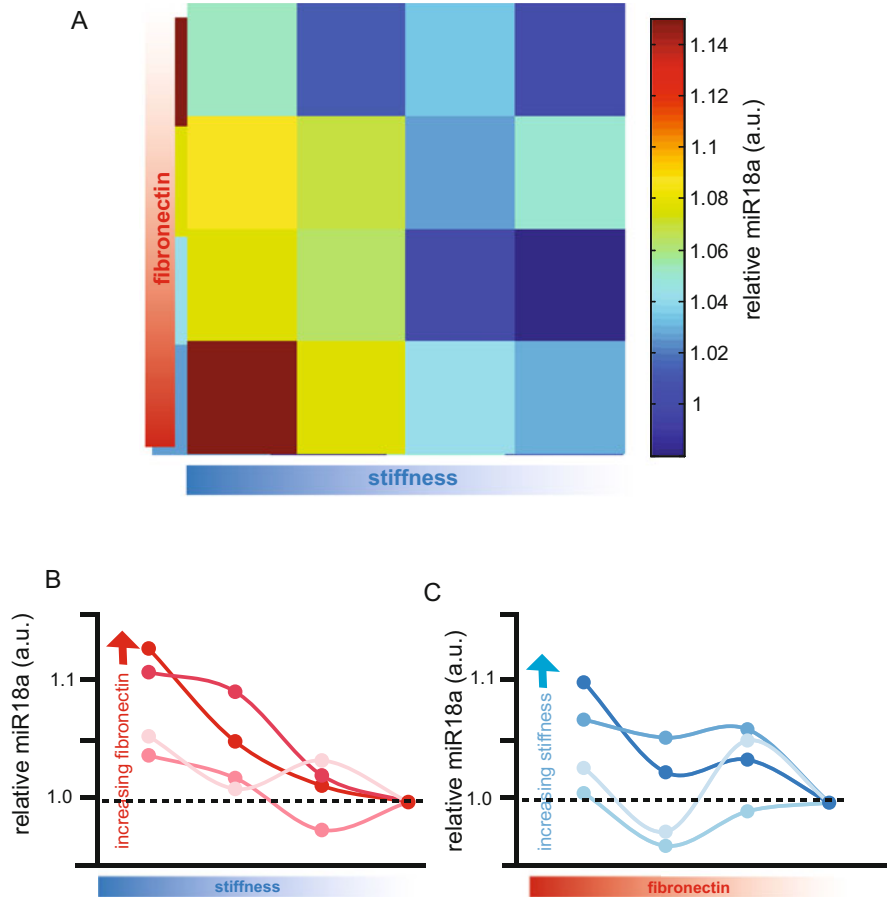 A
fibronectin
stiffness
1.14
1.12
1.1
1.08
1.06
1.04
1.02
1
relative miR18a (a.u.)
B
relative miR18a (a.u.)
1.1
1.0
increasing fibronectin
stiffness
C
relative miR18a (a.u.)
1.1
1.0
increasing stiffness
fibronectin